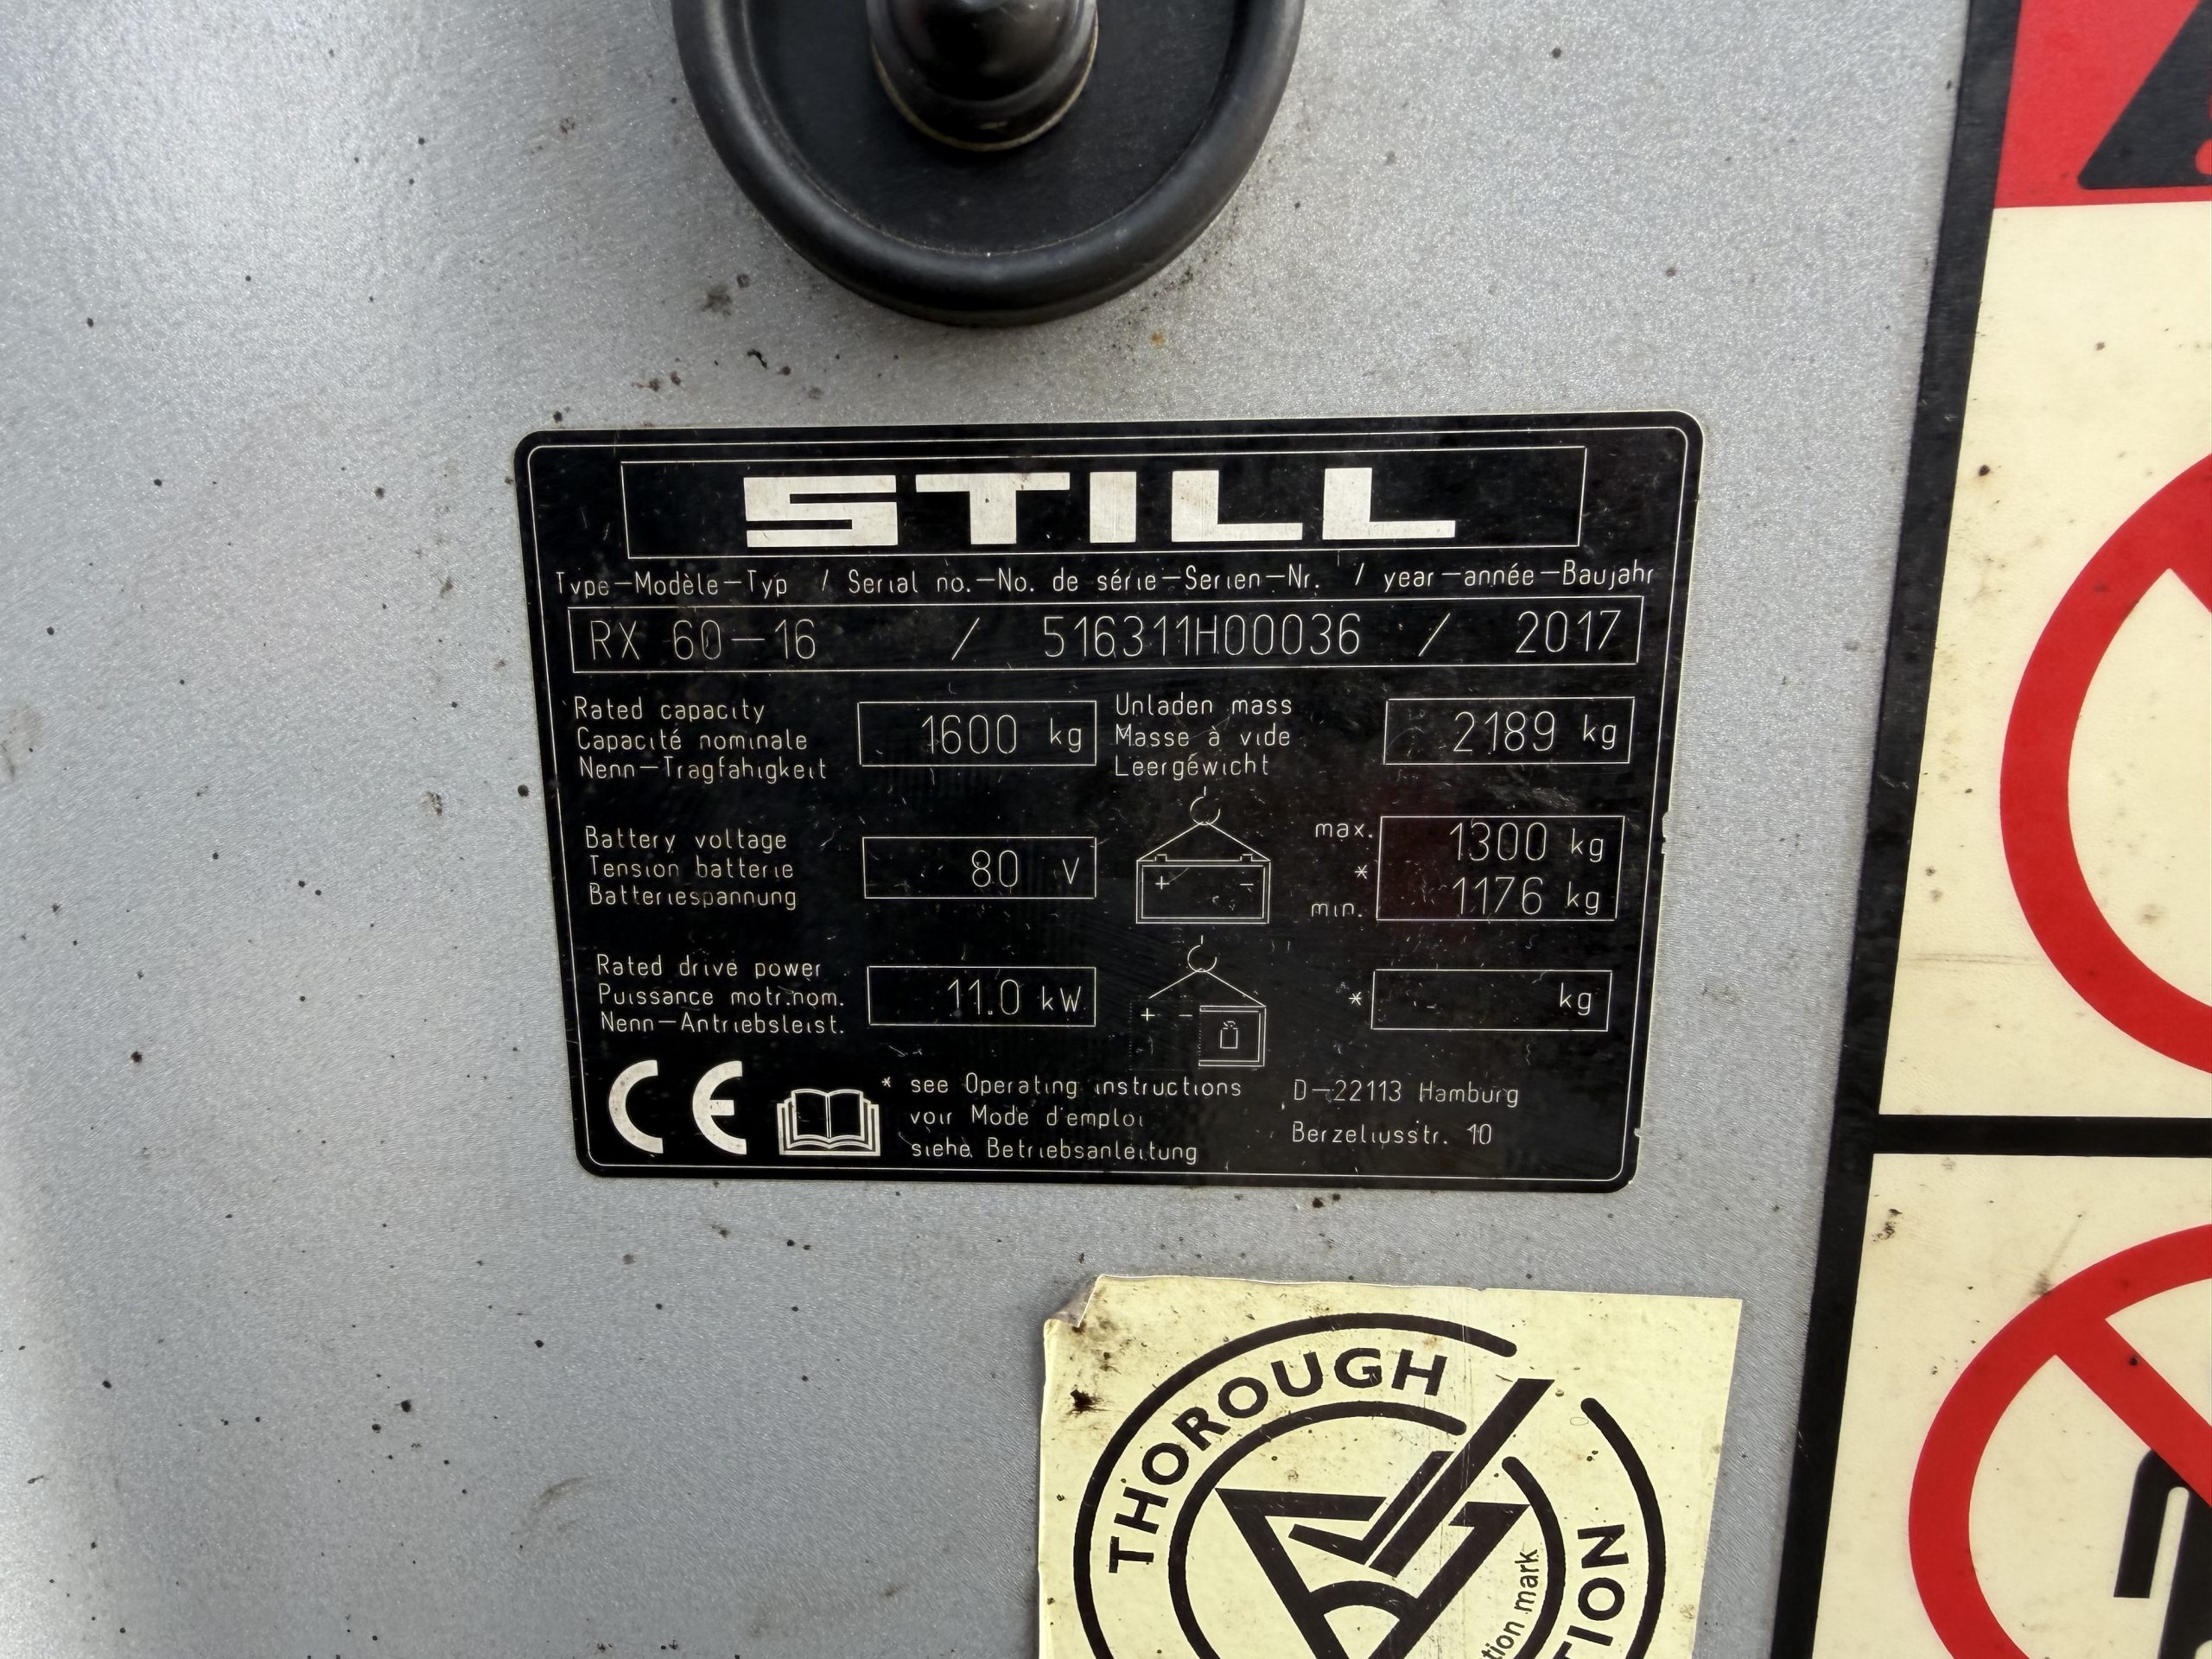 STILL
Type-Modèle-Typ / Serial no.-No. de série-Serien-Nr. / year-année-Baujahr
RX 60-16 / 516311H00036 / 2017
Rated capacity
Capacité nominale
Nenn-Tragfähigkeit
1600 kg
Unladen mass
Masse à vide
Leergewicht
2189 kg
Battery voltage
Tension batterie
Batteriespannung
80 V
+ -
max. 1300 kg
*
min. 1176 kg
Rated drive power
Puissance motr.nom.
Nenn-Antriebsleist.
11.0 kW
+ -
* kg
CE
* see Operating instructions
voir Mode d'emploi
siehe Betriebsanleitung
D-22113 Hamburg
Berzeliusstr. 10
THOROUGH
mark